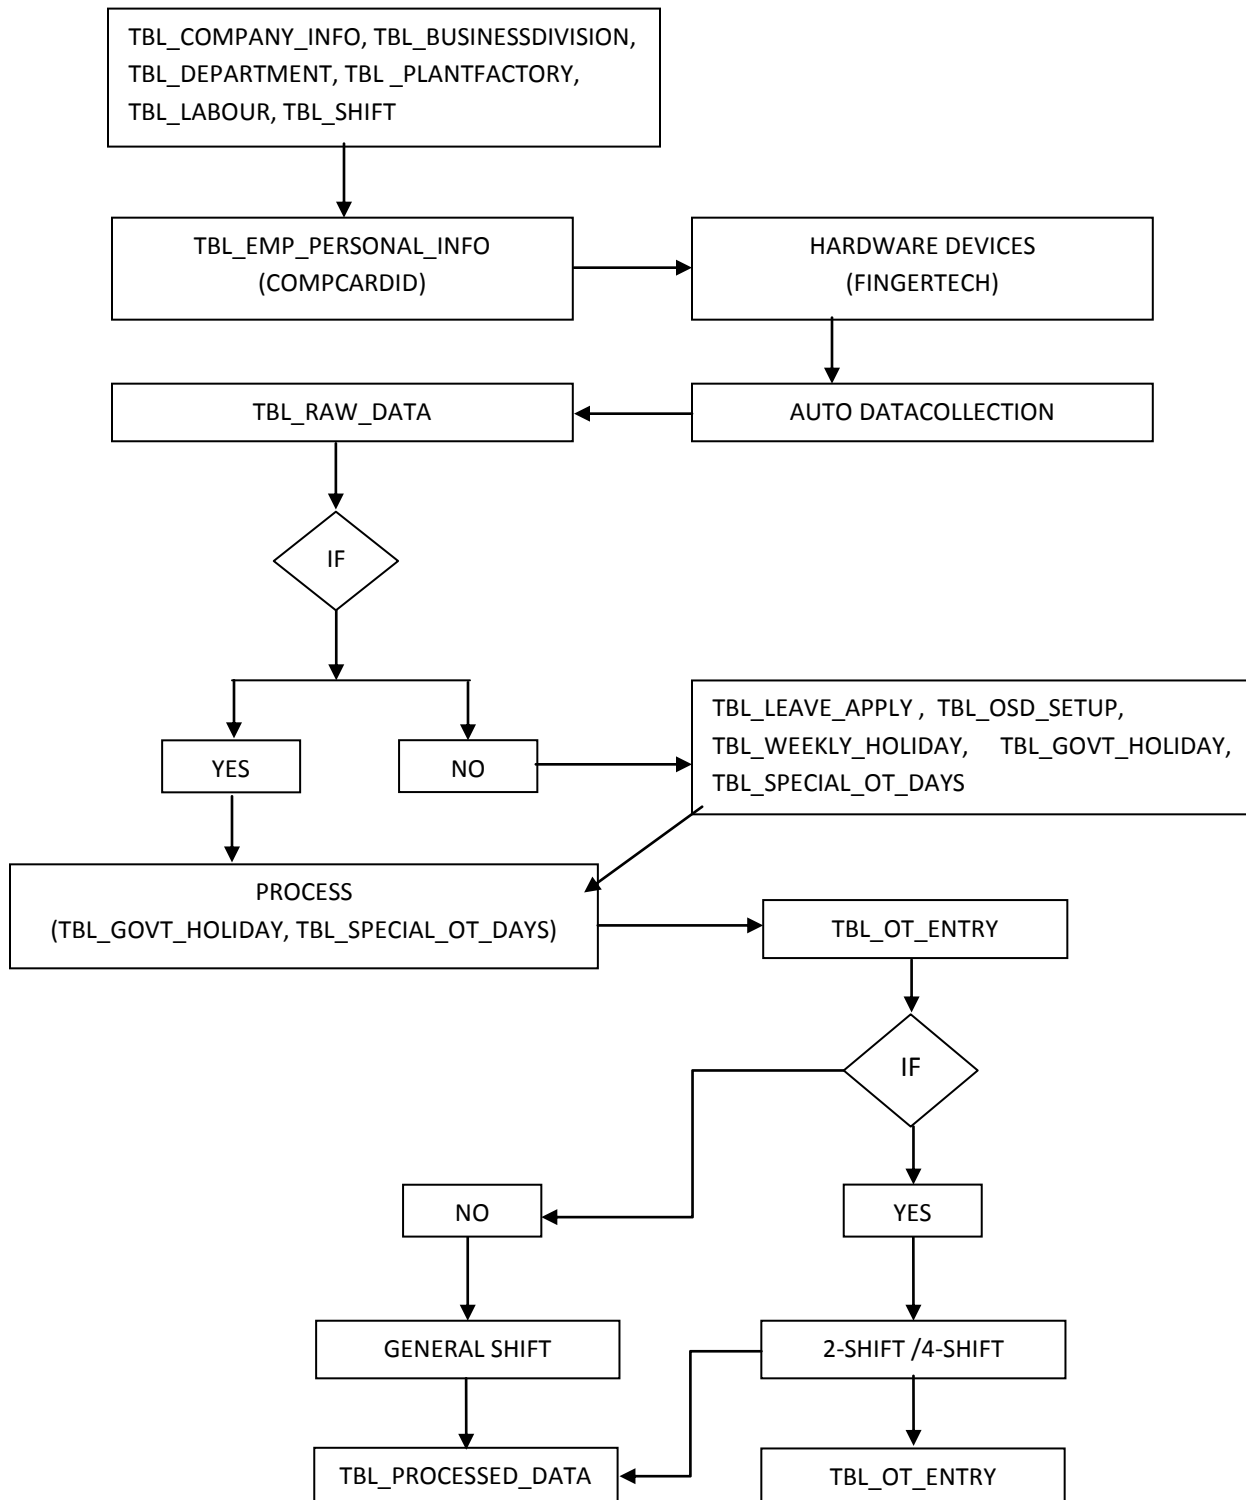 TBL_COMPANY_INFO, TBL_BUSINESSDIVISION,
TBL_DEPARTMENT, TBL _PLANTFACTORY,
TBL_LABOUR, TBL_SHIFT
TBL_EMP_PERSONAL_INFO
(COMPCARDID)
HARDWARE DEVICES
(FINGERTECH)
TBL_RAW_DATA
AUTO DATACOLLECTION
IF
YES
NO
TBL_LEAVE_APPLY , TBL_OSD_SETUP,
TBL_WEEKLY_HOLIDAY, TBL_GOVT_HOLIDAY,
TBL_SPECIAL_OT_DAYS
PROCESS
(TBL_GOVT_HOLIDAY, TBL_SPECIAL_OT_DAYS)
TBL_OT_ENTRY
IF
NO
YES
GENERAL SHIFT
2-SHIFT /4-SHIFT
TBL_PROCESSED_DATA
TBL_OT_ENTRY